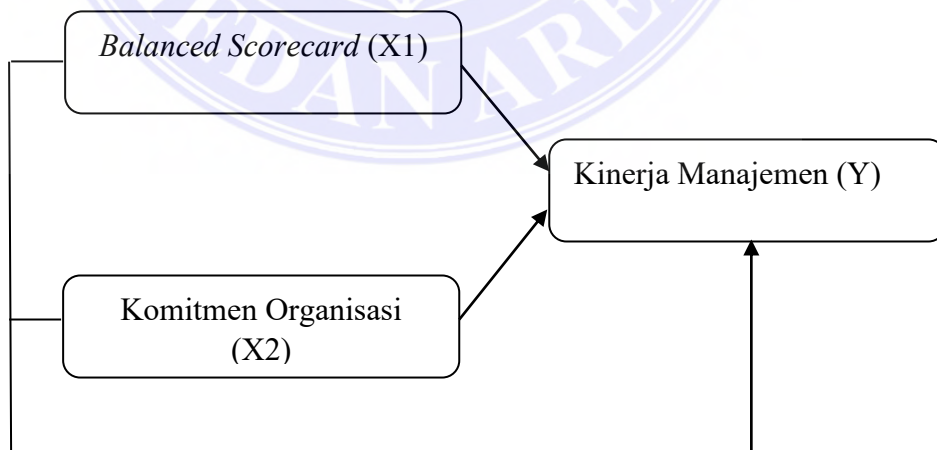 Balanced Scorecard (X1)
Kinerja Manajemen (Y)
Komitmen Organisasi
(X2)